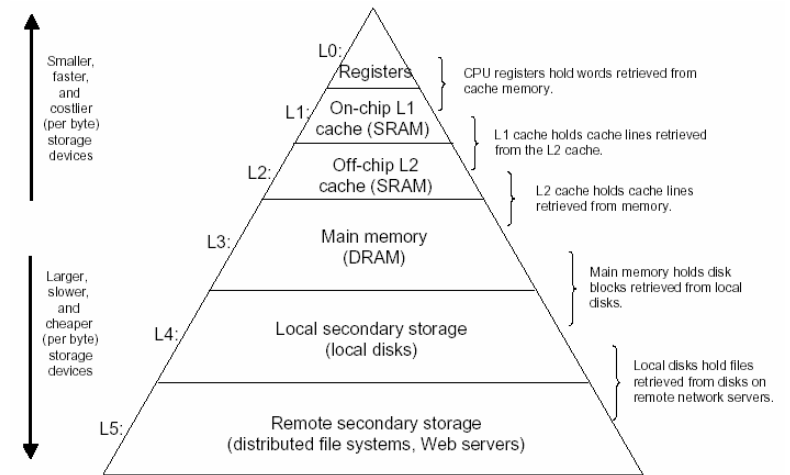 L0:
Registers
L1:
On-chip L1
cache (SRAM)
L2:
Off-chip L2
cache (SRAM)
L3:
Main memory
(DRAM)
L4:
Local secondary storage
(local disks)
L5:
Remote secondary storage
(distributed file systems, Web servers)
Smaller,
faster,
and
costlier
(per byte)
storage
devices
Larger,
slower,
and
cheaper
(per byte)
storage
devices
CPU registers hold words retrieved from
cache memory.
L1 cache holds cache lines retrieved
from the L2 cache.
L2 cache holds cache lines
retrieved from memory.
Main memory holds disk
blocks retrieved from local
disks.
Local disks hold files
retrieved from disks on
remote network servers.